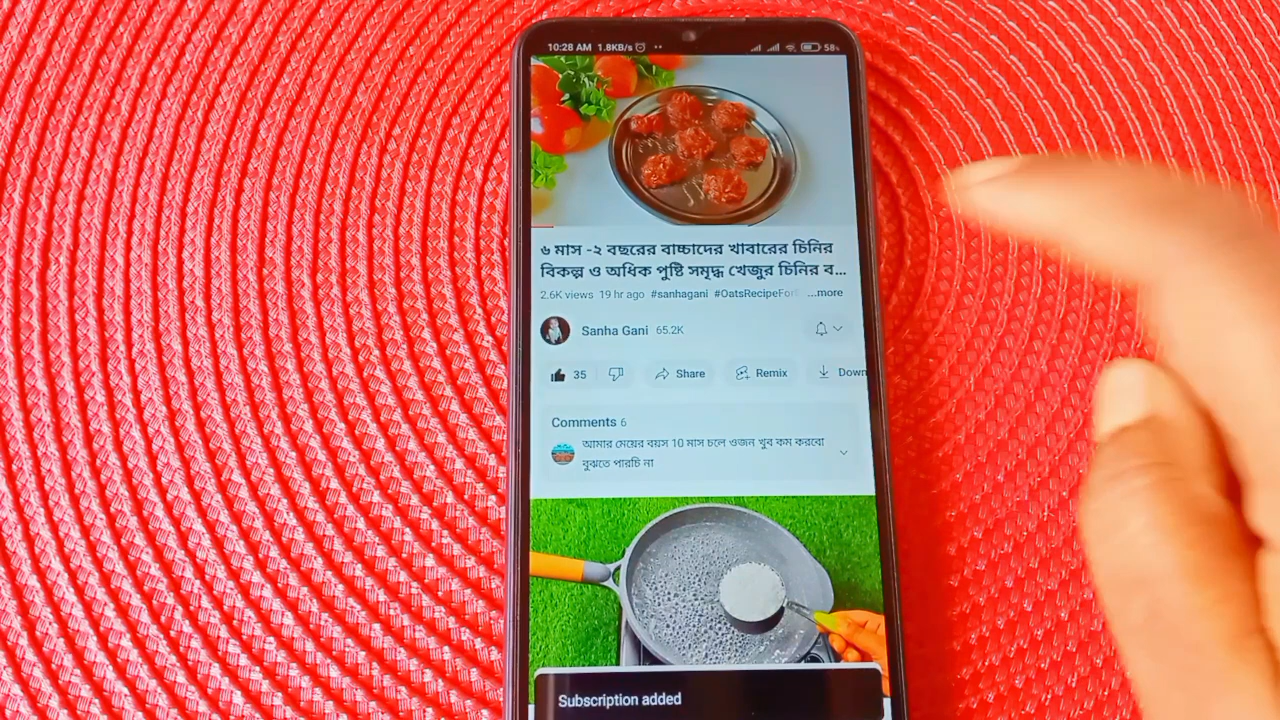 10:28 AM 1.8KB/s 58
৬ মাস -২ বছরের বাচ্চাদের খাবারের চিনির
বিকল্প ও অধিক পুষ্টি সমৃদ্ধ খেজুর চিনির ব...
2.6K views 19 hr ago #sanhagani #OatsRecipeFor ...more
Sanha Gani 65.2K
35 Share Remix Down
Comments 6
আমার মেয়ের বয়স 10 মাস চলে ওজন খুব কম করবো
বুঝতে পারচি না
Subscription added